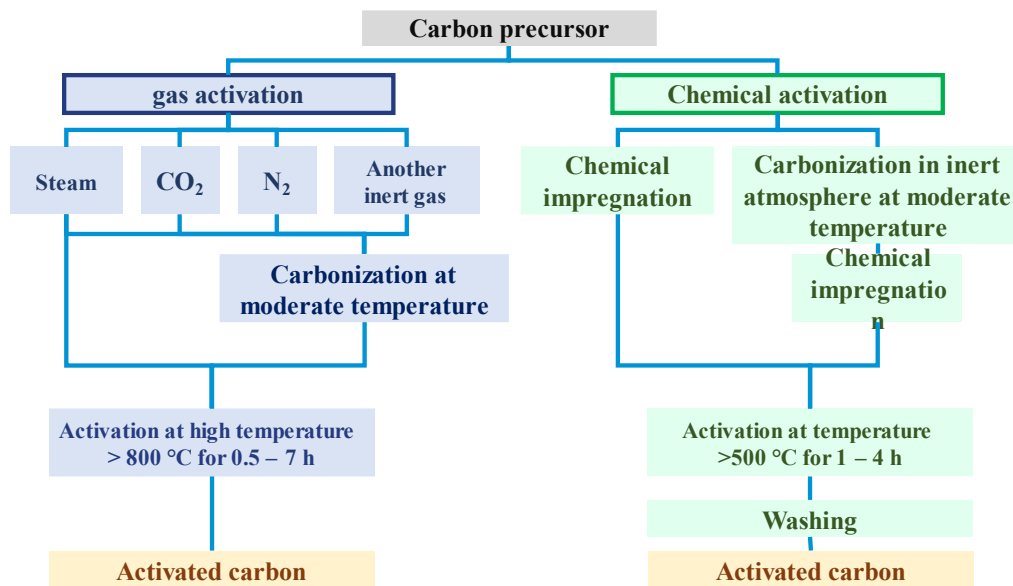 Carbon precursor
gas activation
Chemical activation
Steam
CO₂
N₂
Another
inert gas
Chemical
impregnation
Carbonization in inert
atmosphere at moderate
temperature
Carbonization at
moderate temperature
Chemical
impregnatio
n
Activation at high temperature
> 800 °C for 0.5 – 7 h
Activation at temperature
>500 °C for 1 – 4 h
Washing
Activated carbon
Activated carbon